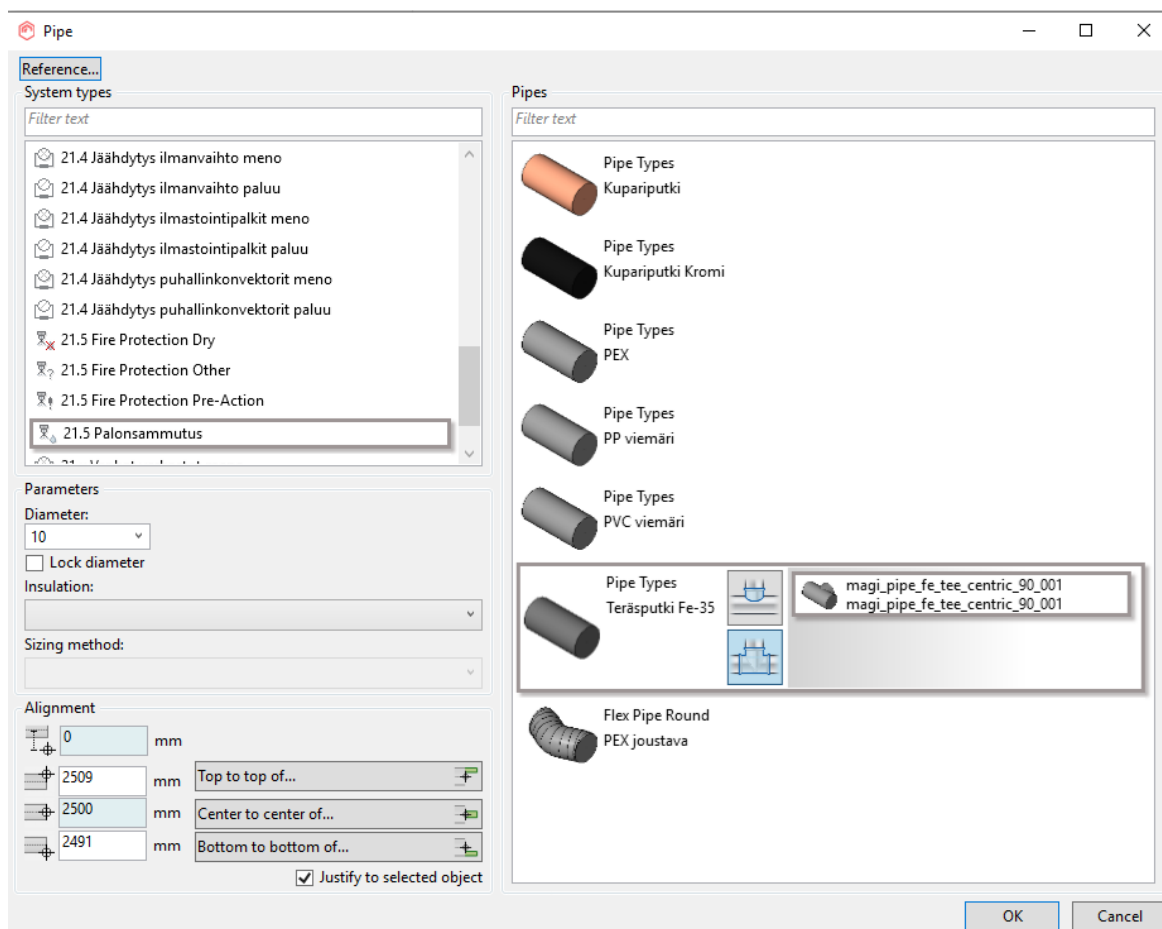 Pipe
Reference...
System types
Filter text
21.4 Jäähdytys ilmanvaihto meno
21.4 Jäähdytys ilmanvaihto paluu
21.4 Jäähdytys ilmastointipalkit meno
21.4 Jäähdytys ilmastointipalkit paluu
21.4 Jäähdytys puhallinkonvektorit meno
21.4 Jäähdytys puhallinkonvektorit paluu
21.5 Fire Protection Dry
21.5 Fire Protection Other
21.5 Fire Protection Pre-Action
21.5 Palonsammutus
Parameters
Diameter:
10
Lock diameter
Insulation:
Sizing method:
Alignment
0 mm
2509 mm Top to top of...
2500 mm Center to center of...
2491 mm Bottom to bottom of...
Justify to selected object
Pipes
Filter text
Pipe Types
Kupariputki
Pipe Types
Kupariputki Kromi
Pipe Types
PEX
Pipe Types
PP viemäri
Pipe Types
PVC viemäri
Pipe Types
Teräsputki Fe-35
magi_pipe_fe_tee_centric_90_001
magi_pipe_fe_tee_centric_90_001
Flex Pipe Round
PEX joustava
OK
Cancel